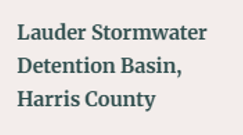 Lauder Stormwater
Detention Basin,
Harris County